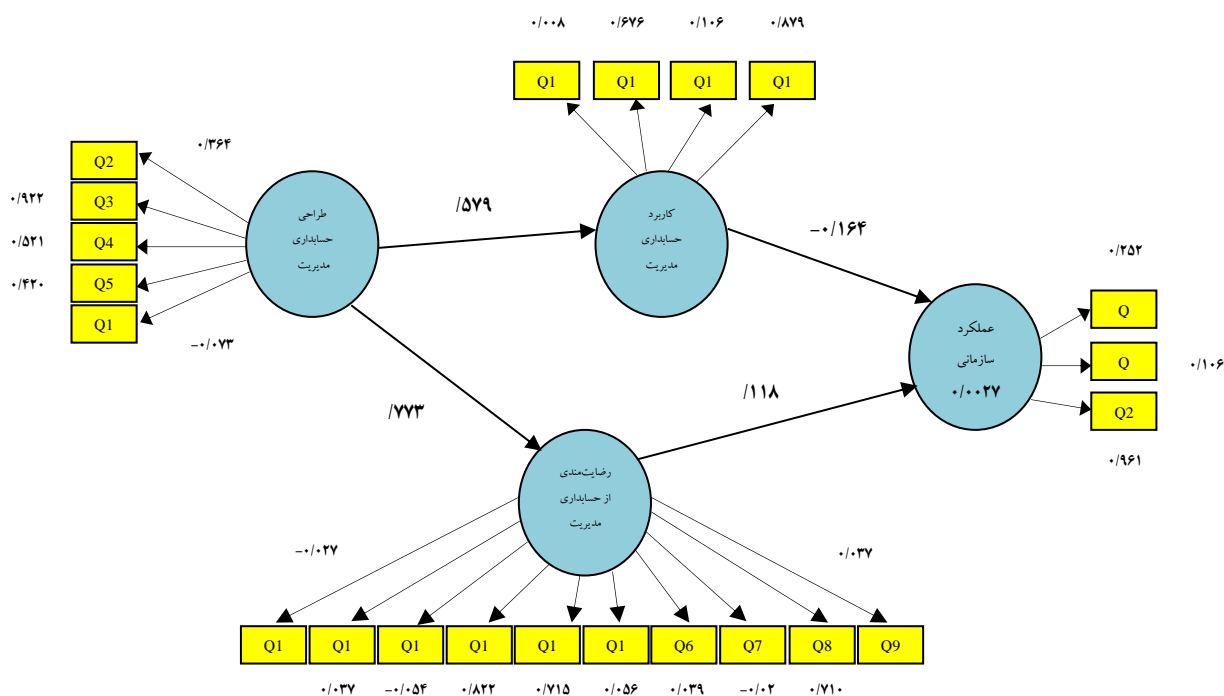 ۰/۰۰۸ ۰/۶۷۶ ۰/۱۰۶ ۰/۸۷۹
Q1 Q1 Q1 Q1
۰/۳۶۴
Q2
۰/۹۲۲ Q3
۰/۵۲۱ Q4
۰/۴۲۰ Q5
Q1
−۰/۰۷۳
طراحی
حسابداری
مدیریت
/۵۷۹
کاربرد
حسابداری
مدیریت
−۰/۱۶۴
/۷۷۳
/۱۱۸
عملکرد
سازمانی
۰/۰۰۲۷
۰/۲۵۲
Q
Q ۰/۱۰۶
Q2
۰/۹۶۱
رضایت‌مندی
از حسابداری
مدیریت
−۰/۰۲۷ ۰/۰۳۷
Q1 Q1 Q1 Q1 Q1 Q1 Q6 Q7 Q8 Q9
۰/۰۳۷ −۰/۰۵۴ ۰/۸۲۲ ۰/۷۱۵ ۰/۰۵۶ ۰/۰۳۹ −۰/۰۲ ۰/۷۱۰